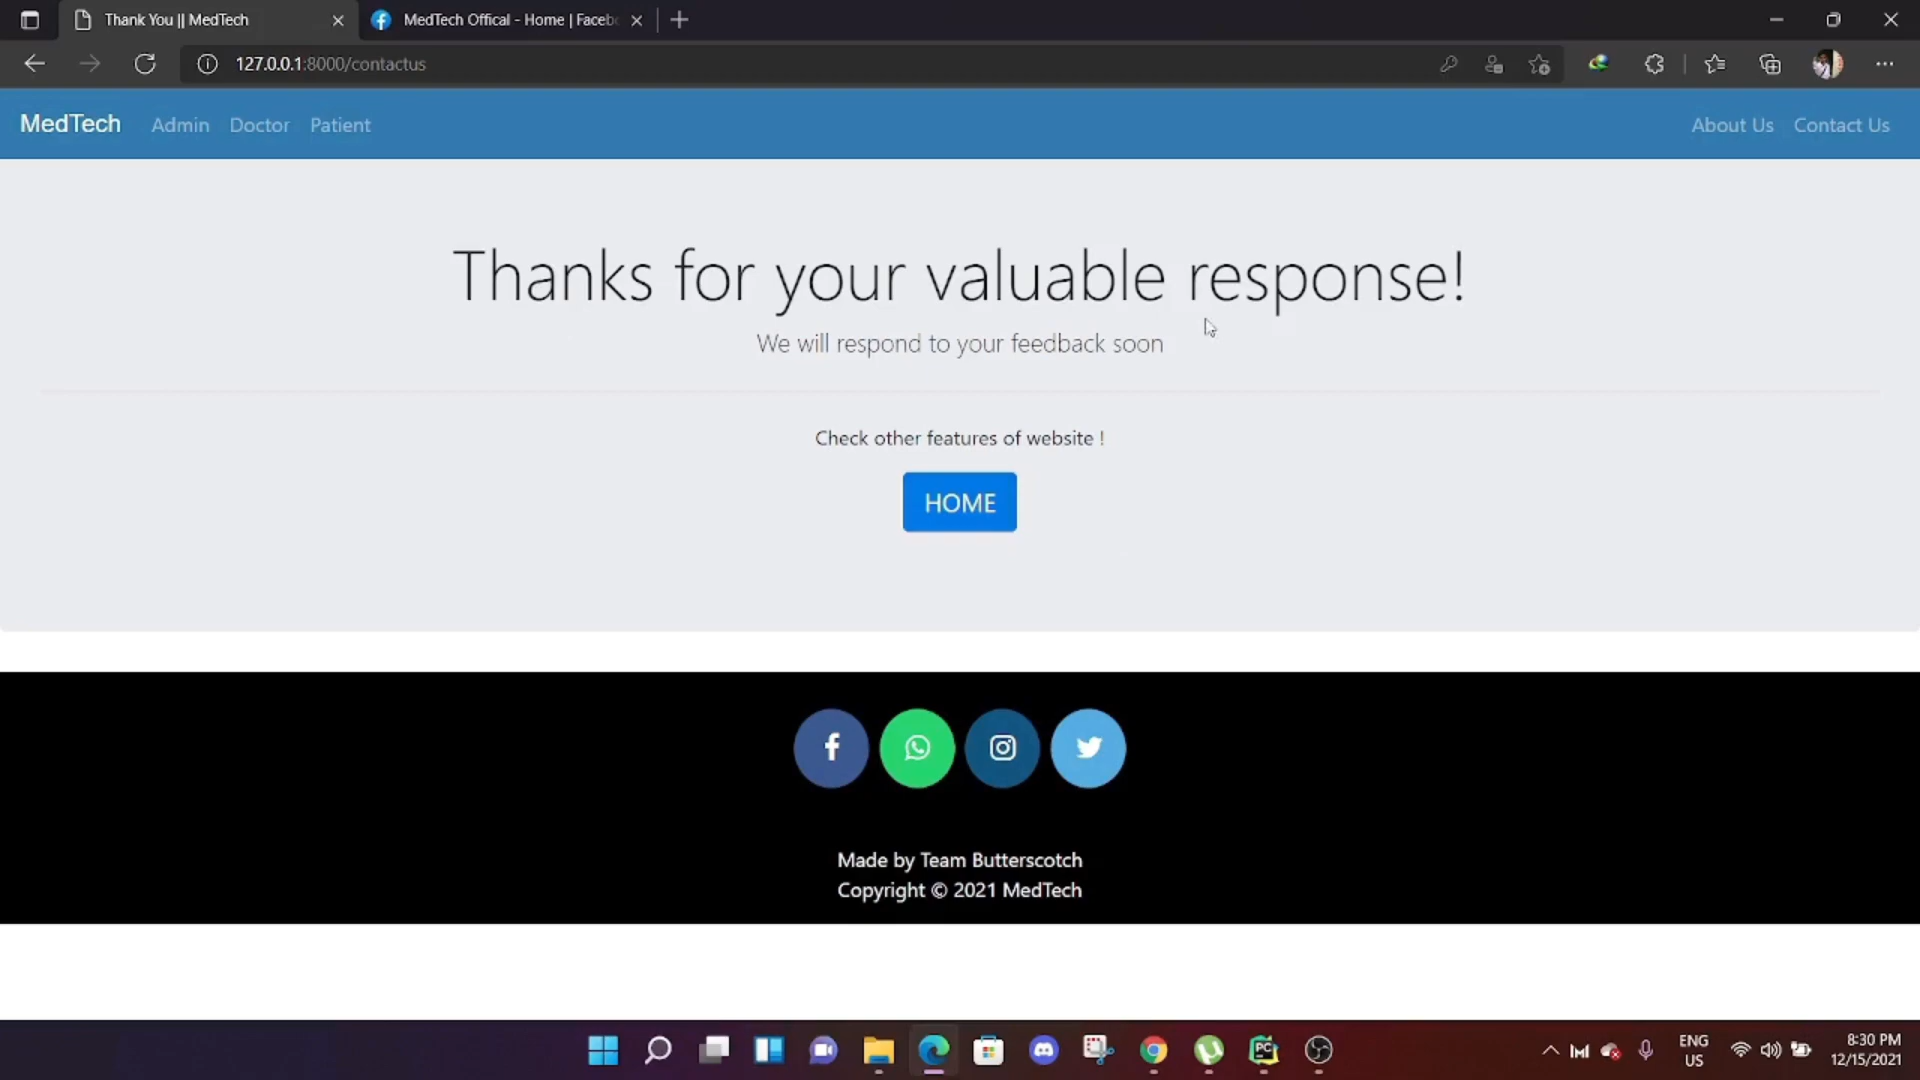 Thank You || MedTech
MedTech Offical - Home | Facebo
127.0.0.1:8000/contactus
MedTech Admin Doctor Patient About Us Contact Us
Thanks for your valuable response!
We will respond to your feedback soon
Check other features of website !
HOME
Made by Team Butterscotch
Copyright © 2021 MedTech
PC
ENG
US
8:30 PM
12/15/2021